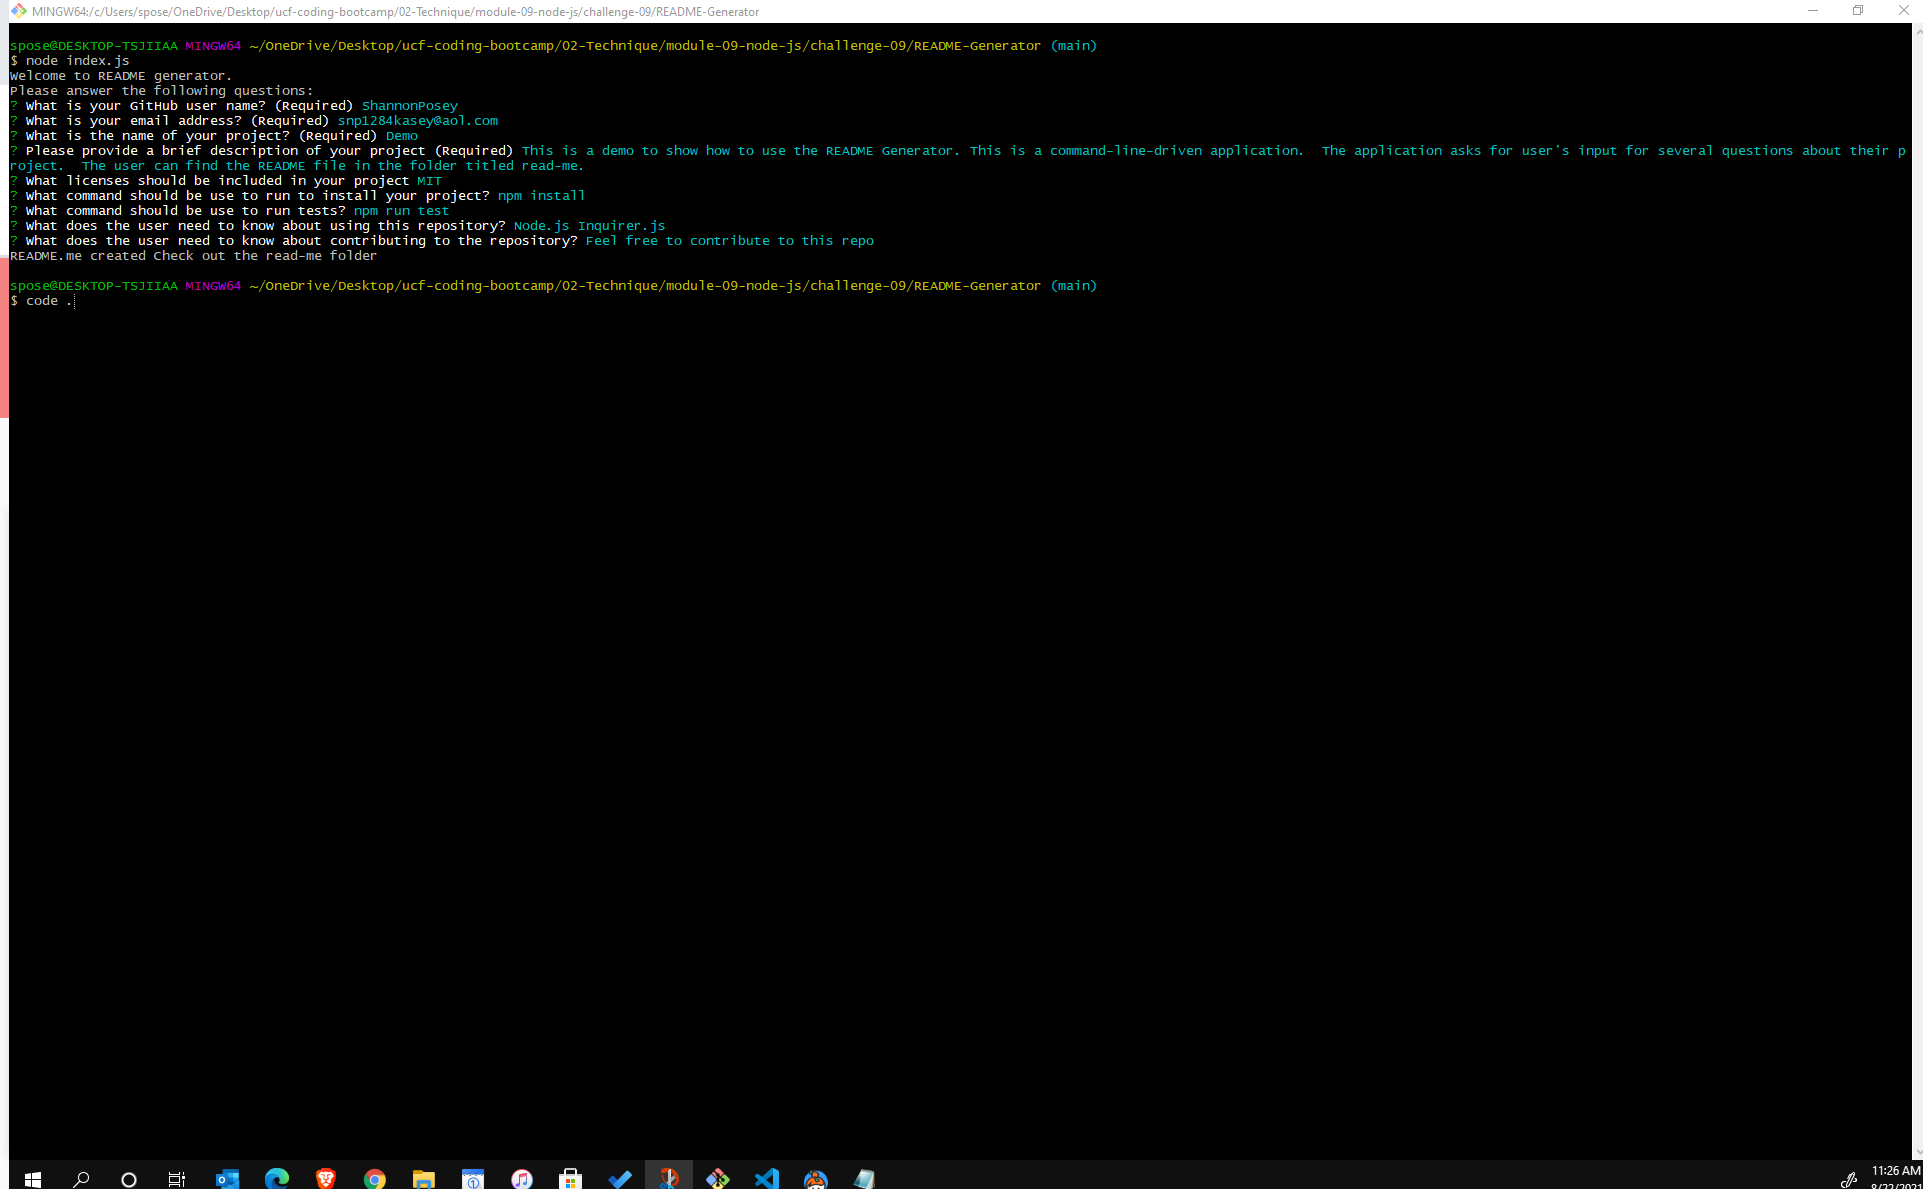 MINGW64:/c/Users/spose/OneDrive/Desktop/ucf-coding-bootcamp/02-Technique/module-09-node-js/challenge-09/README-Generator
spose@DESKTOP-TSJIIAA MINGW64 ~/OneDrive/Desktop/ucf-coding-bootcamp/02-Technique/module-09-node-js/challenge-09/README-Generator (main)
$ node index.js
Welcome to README generator.
Please answer the following questions:
? What is your GitHub user name? (Required) ShannonPosey
? What is your email address? (Required) snp1284kasey@aol.com
? What is the name of your project? (Required) Demo
? Please provide a brief description of your project (Required) This is a demo to show how to use the README Generator. This is a command-line-driven application.  The application asks for user's input for several questions about their p
roject.  The user can find the README file in the folder titled read-me.
? What licenses should be included in your project MIT
? What command should be use to run to install your project? npm install
? What command should be use to run tests? npm run test
? What does the user need to know about using this repository? Node.js Inquirer.js
? What does the user need to know about contributing to the repository? Feel free to contribute to this repo
README.me created Check out the read-me folder
spose@DESKTOP-TSJIIAA MINGW64 ~/OneDrive/Desktop/ucf-coding-bootcamp/02-Technique/module-09-node-js/challenge-09/README-Generator (main)
$ code .
11:26 AM
8/22/2021